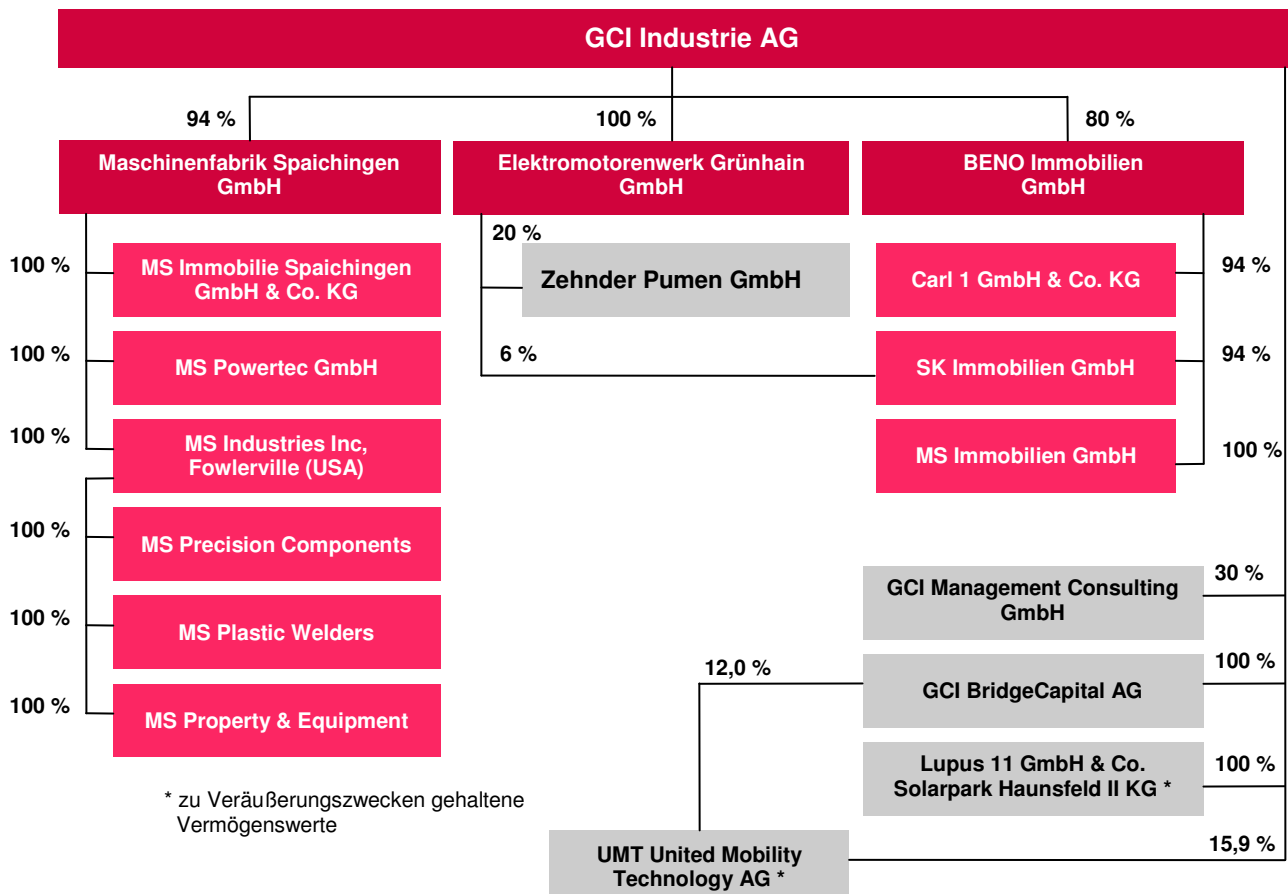 GCI Industrie AG
94 %
100 %
80 %
Maschinenfabrik Spaichingen
GmbH
Elektromotorenwerk Grünhain
GmbH
BENO Immobilien
GmbH
100 %
MS Immobilie Spaichingen
GmbH & Co. KG
100 %
MS Powertec GmbH
100 %
MS Industries Inc,
Fowlerville (USA)
100 %
MS Precision Components
100 %
MS Plastic Welders
100 %
MS Property & Equipment
20 %
Zehnder Pumen GmbH
6 %
Carl 1 GmbH & Co. KG
94 %
SK Immobilien GmbH
94 %
MS Immobilien GmbH
100 %
GCI Management Consulting
GmbH
30 %
12,0 %
GCI BridgeCapital AG
100 %
Lupus 11 GmbH & Co.
Solarpark Haunsfeld II KG *
100 %
UMT United Mobility
Technology AG *
15,9 %
* zu Veräußerungszwecken gehaltene
Vermögenswerte